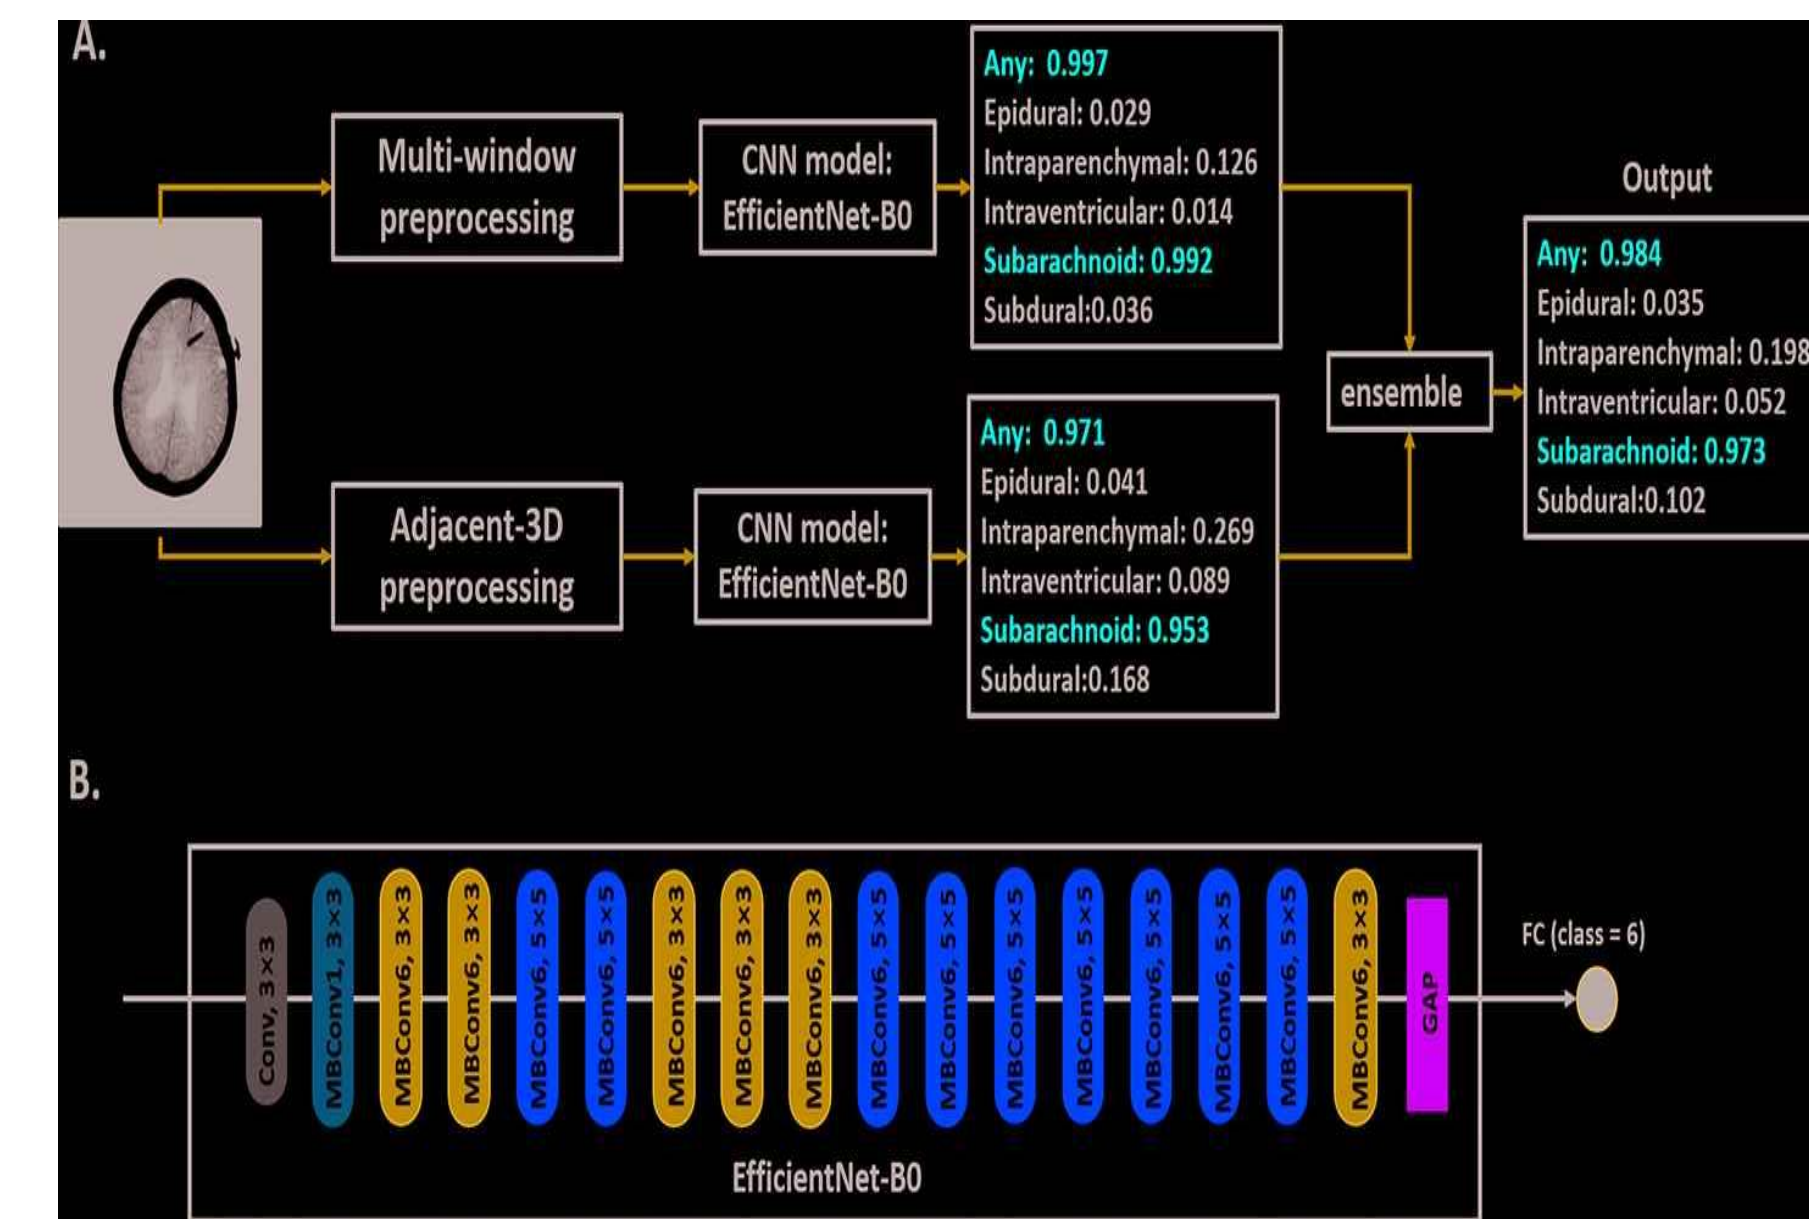 A.
Multi-window
preprocessing
CNN model:
EfficientNet-B0
Any: 0.997
Epidural: 0.029
Intraparenchymal: 0.126
Intraventricular: 0.014
Subarachnoid: 0.992
Subdural:0.036
Adjacent-3D
preprocessing
CNN model:
EfficientNet-B0
Any: 0.971
Epidural: 0.041
Intraparenchymal: 0.269
Intraventricular: 0.089
Subarachnoid: 0.953
Subdural:0.168
ensemble
Output
Any: 0.984
Epidural: 0.035
Intraparenchymal: 0.198
Intraventricular: 0.052
Subarachnoid: 0.973
Subdural:0.102
B.
Conv, 3×3
MBConv1, 3×3
MBConv6, 3×3
MBConv6, 3×3
MBConv6, 5×5
MBConv6, 5×5
MBConv6, 3×3
MBConv6, 3×3
MBConv6, 3×3
MBConv6, 5×5
MBConv6, 5×5
MBConv6, 5×5
MBConv6, 5×5
MBConv6, 5×5
MBConv6, 5×5
MBConv6, 5×5
MBConv6, 3×3
GAP
FC (class = 6)
EfficientNet-B0